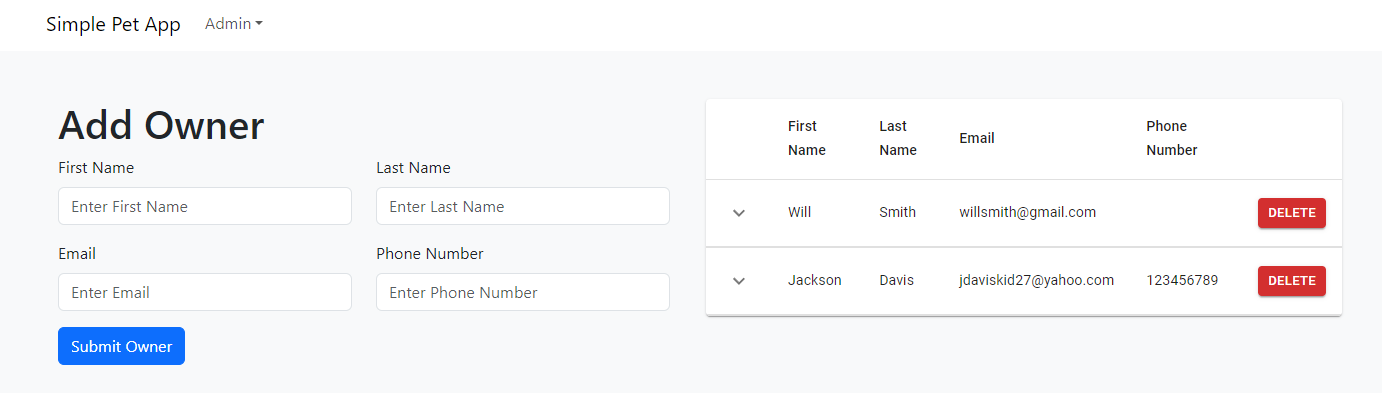 Simple Pet App Admin
Add Owner
First Name Last Name
Enter First Name Enter Last Name
Email Phone Number
Enter Email Enter Phone Number
Submit Owner
First Name Last Name Email Phone Number
Will Smith willsmith@gmail.com DELETE
Jackson Davis jdaviskid27@yahoo.com 123456789 DELETE